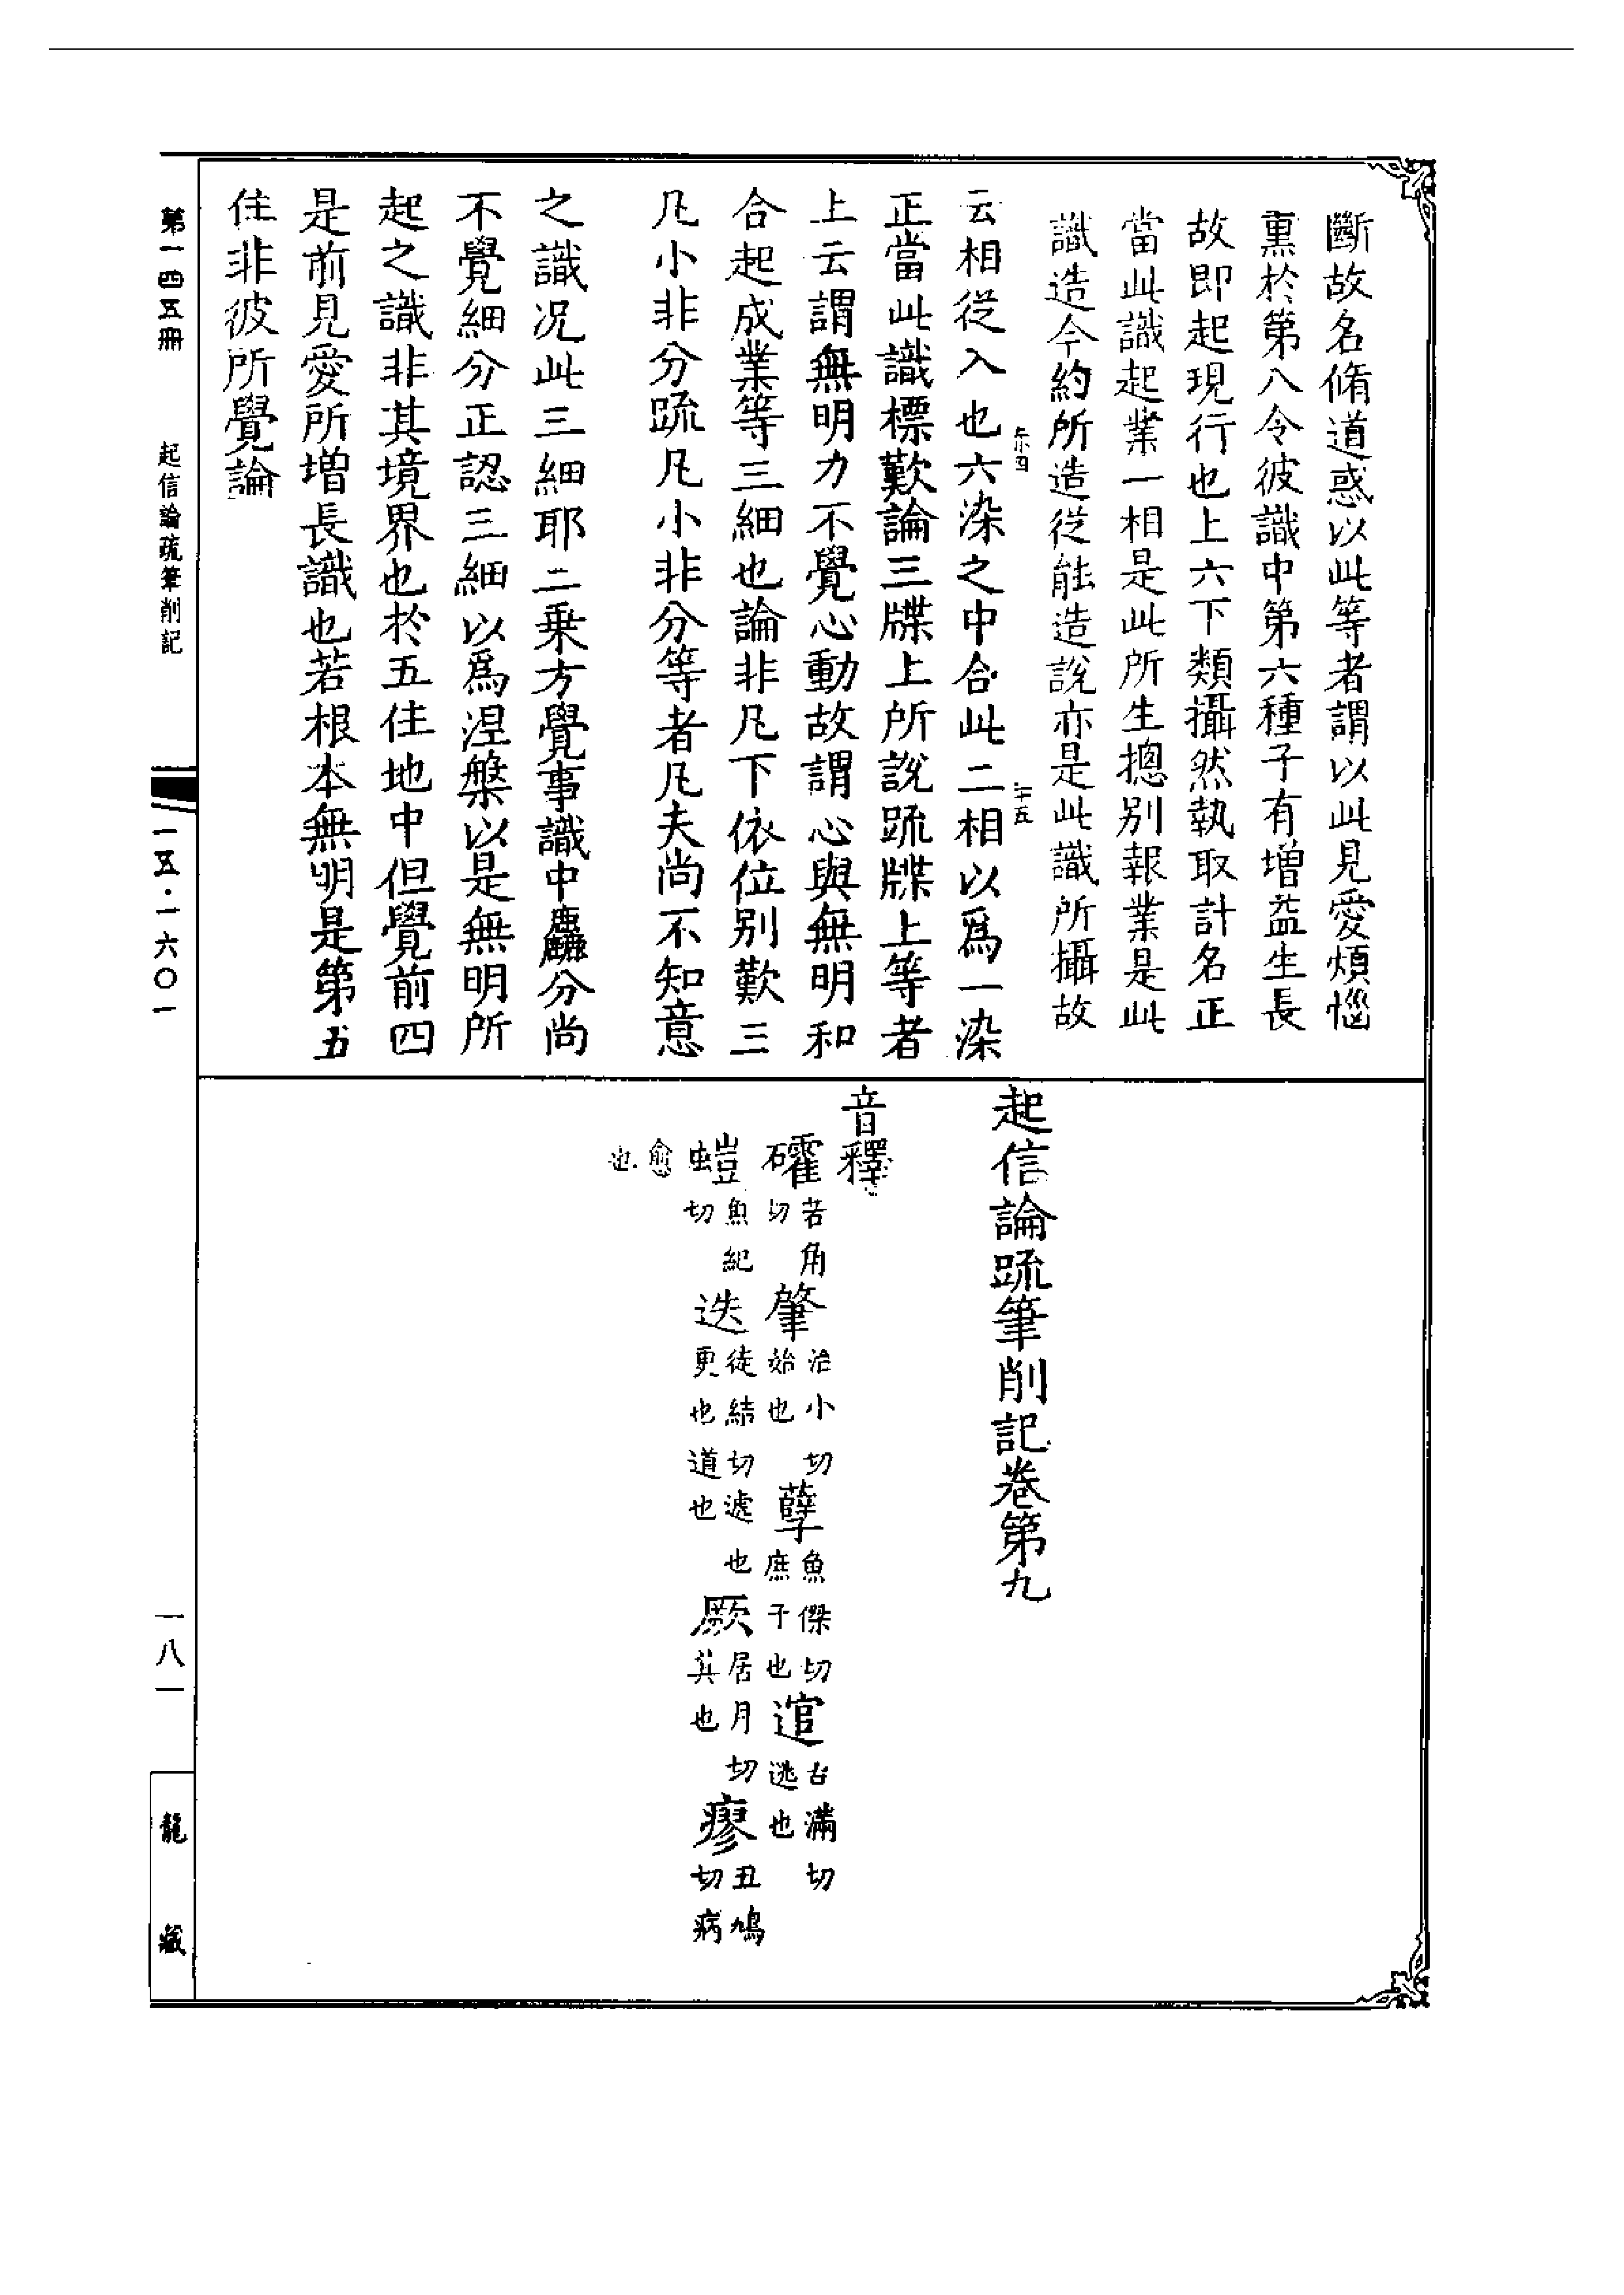 斷故名脩道惑以此等者謂以此見愛煩惱
熏於第八令彼識中第六種子有增益生長
故即起現行也上六下類攝然執取計名正
當此識起業一相是此所生揔别報業是此
識造今約所造從能造說亦是此識所攝故
云相從入也六染之中合此二相以爲一染
正當此識標歎論三牒上所說䟽牒上等者
上云謂無明力不覺心動故謂心與無明和
合起成業等三細也論非凡下依位别歎三
凡小非分䟽凡小非分等者凡夫尚不知意
之識况此三細耶二乗方覺事識中麤分尚
不覺細分正認三細以爲涅槃以是無明所
起之識非其境界也於五住地中但覺前四
是前見愛所增長識也若根本無明是第五
住非彼所覺論
起信論䟽筆削記卷第九
音釋
礭苦角切 肇治小切始也 孽魚傑切庶子也 逭逃也
螘魚紀切 迭徒結切遞也更也道也 厥居月切其也 瘳丑鳩切病
愈也
第一四五冊
起信論疏筆削記
一五·一六〇一
一八一
龍藏